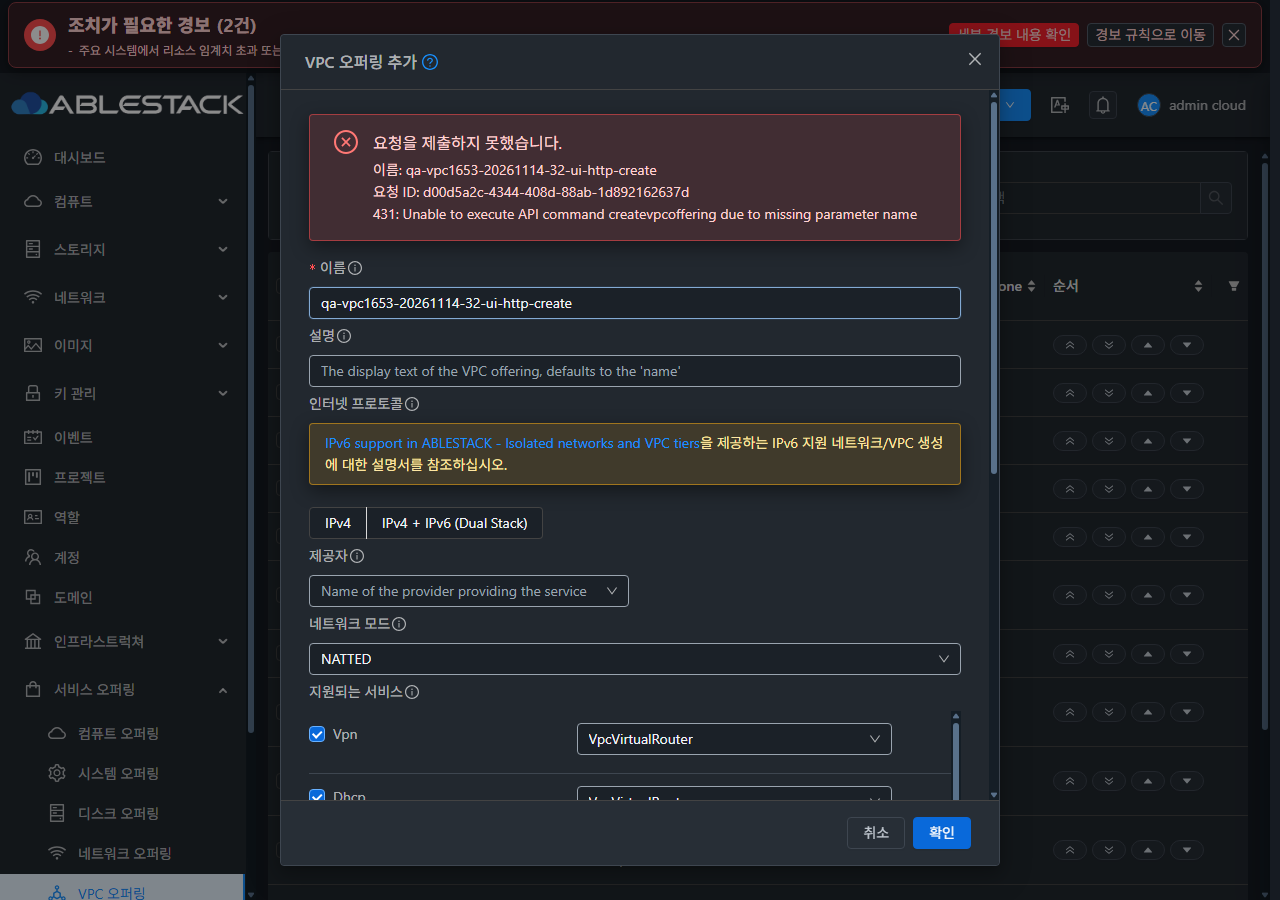 조치가 필요한 경보 (2건)
- 주요 시스템에서 리소스 임계치 초과 또는
경보 내용 확인
경보 규칙으로 이동
ABLESTACK
AC
admin cloud
대시보드
컴퓨트
스토리지
네트워크
이미지
키 관리
이벤트
프로젝트
역할
계정
도메인
인프라스트럭쳐
서비스 오퍼링
컴퓨트 오퍼링
시스템 오퍼링
디스크 오퍼링
네트워크 오퍼링
VPC 오퍼링
one
순서
VPC 오퍼링 추가
요청을 제출하지 못했습니다.
이름: qa-vpc1653-20261114-32-ui-http-create
요청 ID: d00d5a2c-4344-408d-88ab-1d892162637d
431: Unable to execute API command createvpcoffering due to missing parameter name
* 이름
qa-vpc1653-20261114-32-ui-http-create
설명
The display text of the VPC offering, defaults to the 'name'
인터넷 프로토콜
IPv6 support in ABLESTACK - Isolated networks and VPC tiers을 제공하는 IPv6 지원 네트워크/VPC 생성
에 대한 설명서를 참조하십시오.
IPv4
IPv4 + IPv6 (Dual Stack)
제공자
Name of the provider providing the service
네트워크 모드
NATTED
지원되는 서비스
Vpn
VpcVirtualRouter
Dhcp
취소
확인